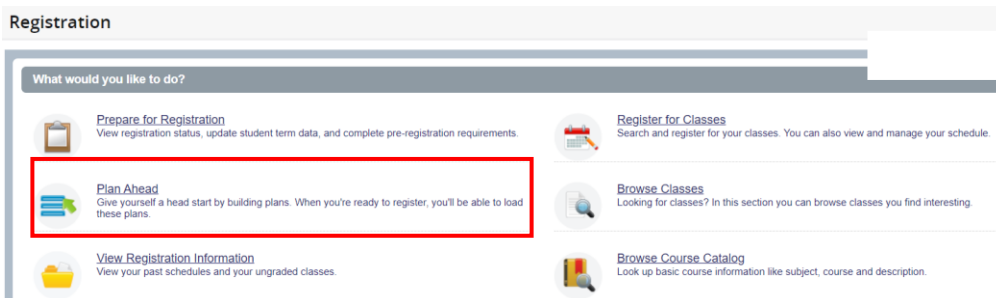 Registration
What would you like to do?
Prepare for Registration
View registration status, update student term data, and complete pre-registration requirements.
Register for Classes
Search and register for your classes. You can also view and manage your schedule.
Plan Ahead
Give yourself a head start by building plans. When you're ready to register, you'll be able to load
these plans.
Browse Classes
Looking for classes? In this section you can browse classes you find interesting.
View Registration Information
View your past schedules and your ungraded classes.
Browse Course Catalog
Look up basic course information like subject, course and description.